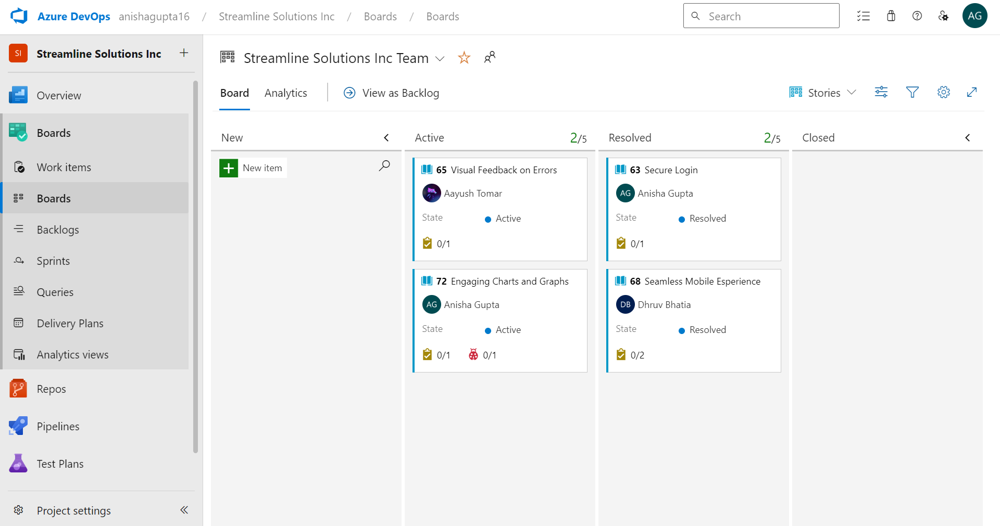 Azure DevOps anishagupta16 / Streamline Solutions Inc / Boards / Boards
Search
AG
SI Streamline Solutions Inc
Overview
Boards
Work items
Boards
Backlogs
Sprints
Queries
Delivery Plans
Analytics views
Repos
Pipelines
Test Plans
Project settings
Streamline Solutions Inc Team
Board Analytics View as Backlog
Stories
New
New item
Active 2/5
65 Visual Feedback on Errors
Aayush Tomar
State Active
0/1
72 Engaging Charts and Graphs
AG Anisha Gupta
State Active
0/1 0/1
Resolved 2/5
63 Secure Login
AG Anisha Gupta
State Resolved
0/1
68 Seamless Mobile Esperience
DB Dhruv Bhatia
State Resolved
0/2
Closed